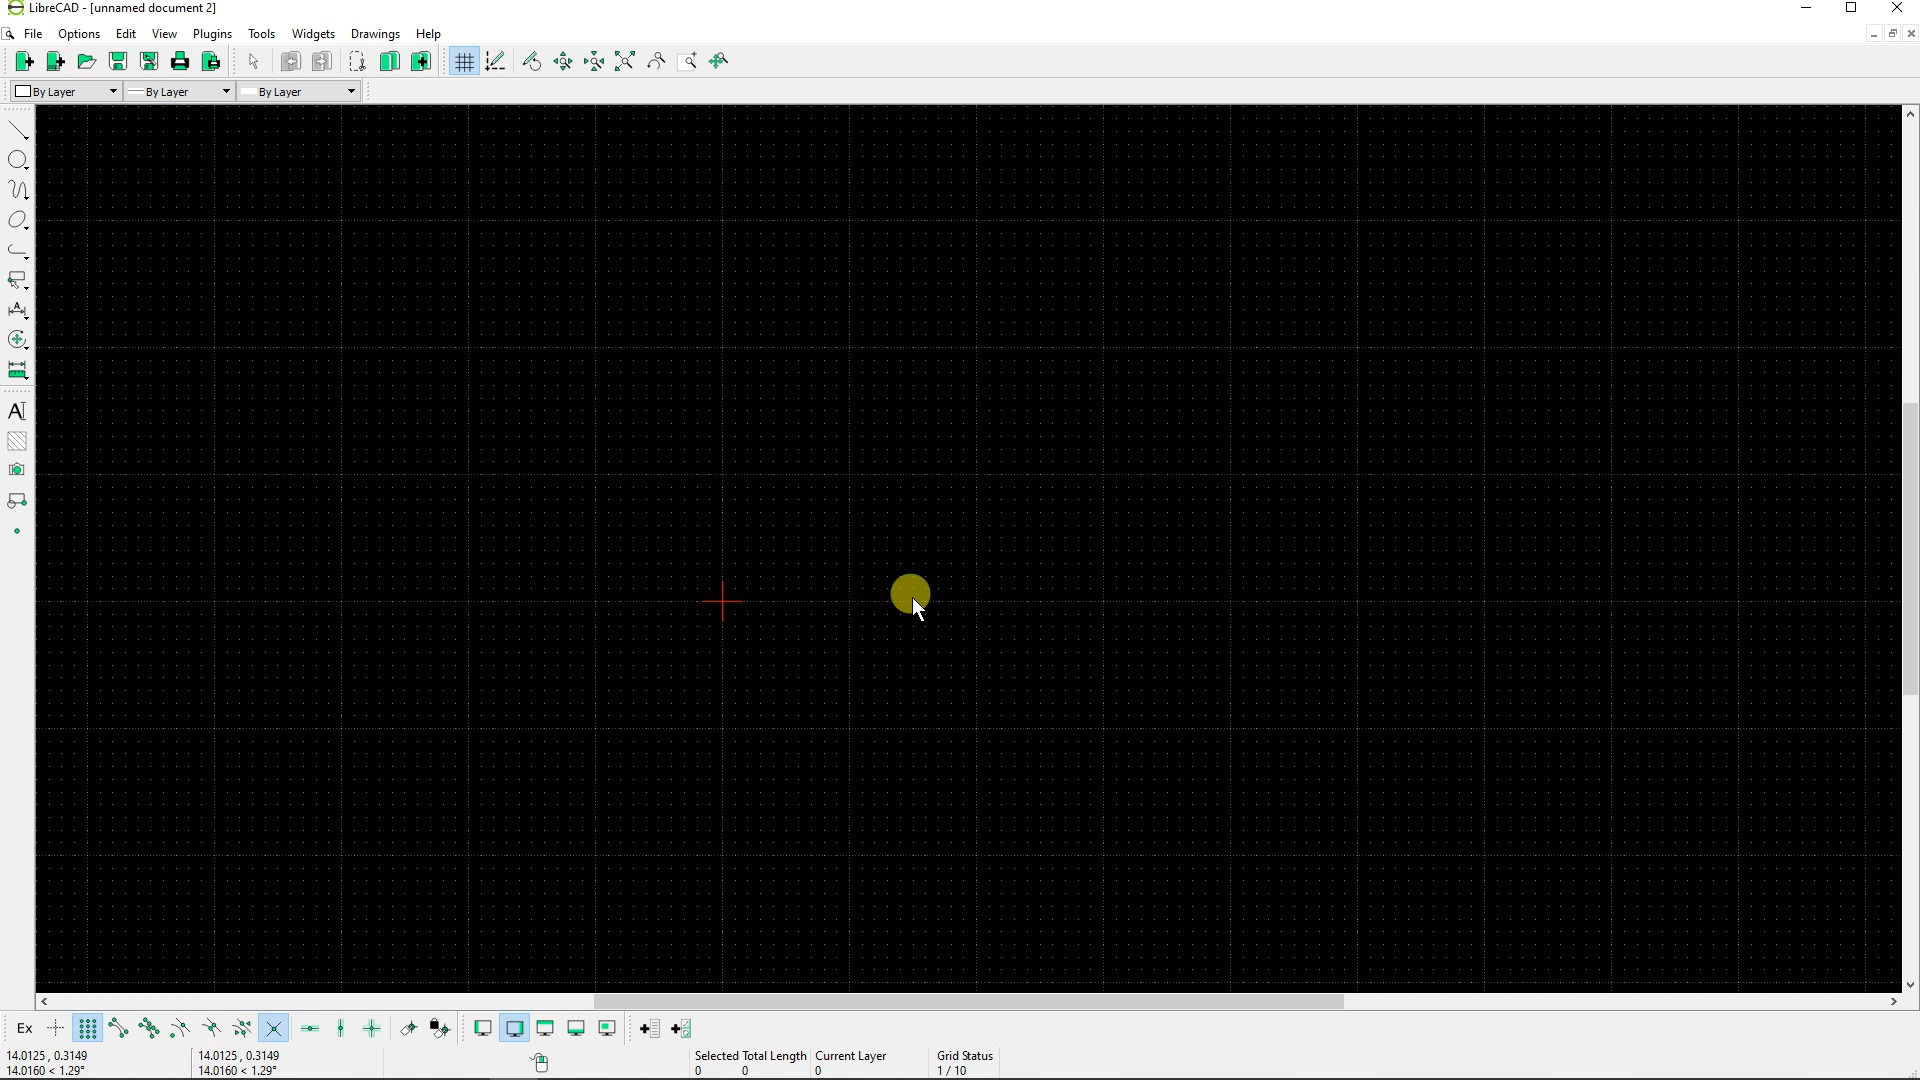 LibreCAD - [unnamed document 2]
File Options Edit View Plugins Tools Widgets Drawings Help
By Layer By Layer By Layer
A
A
Ex
14.0125 , 0.3149 14.0125 , 0.3149 Selected Total Length Current Layer Grid Status
14.0160 < 1.29° 14.0160 < 1.29° 0 0 0 1 / 10